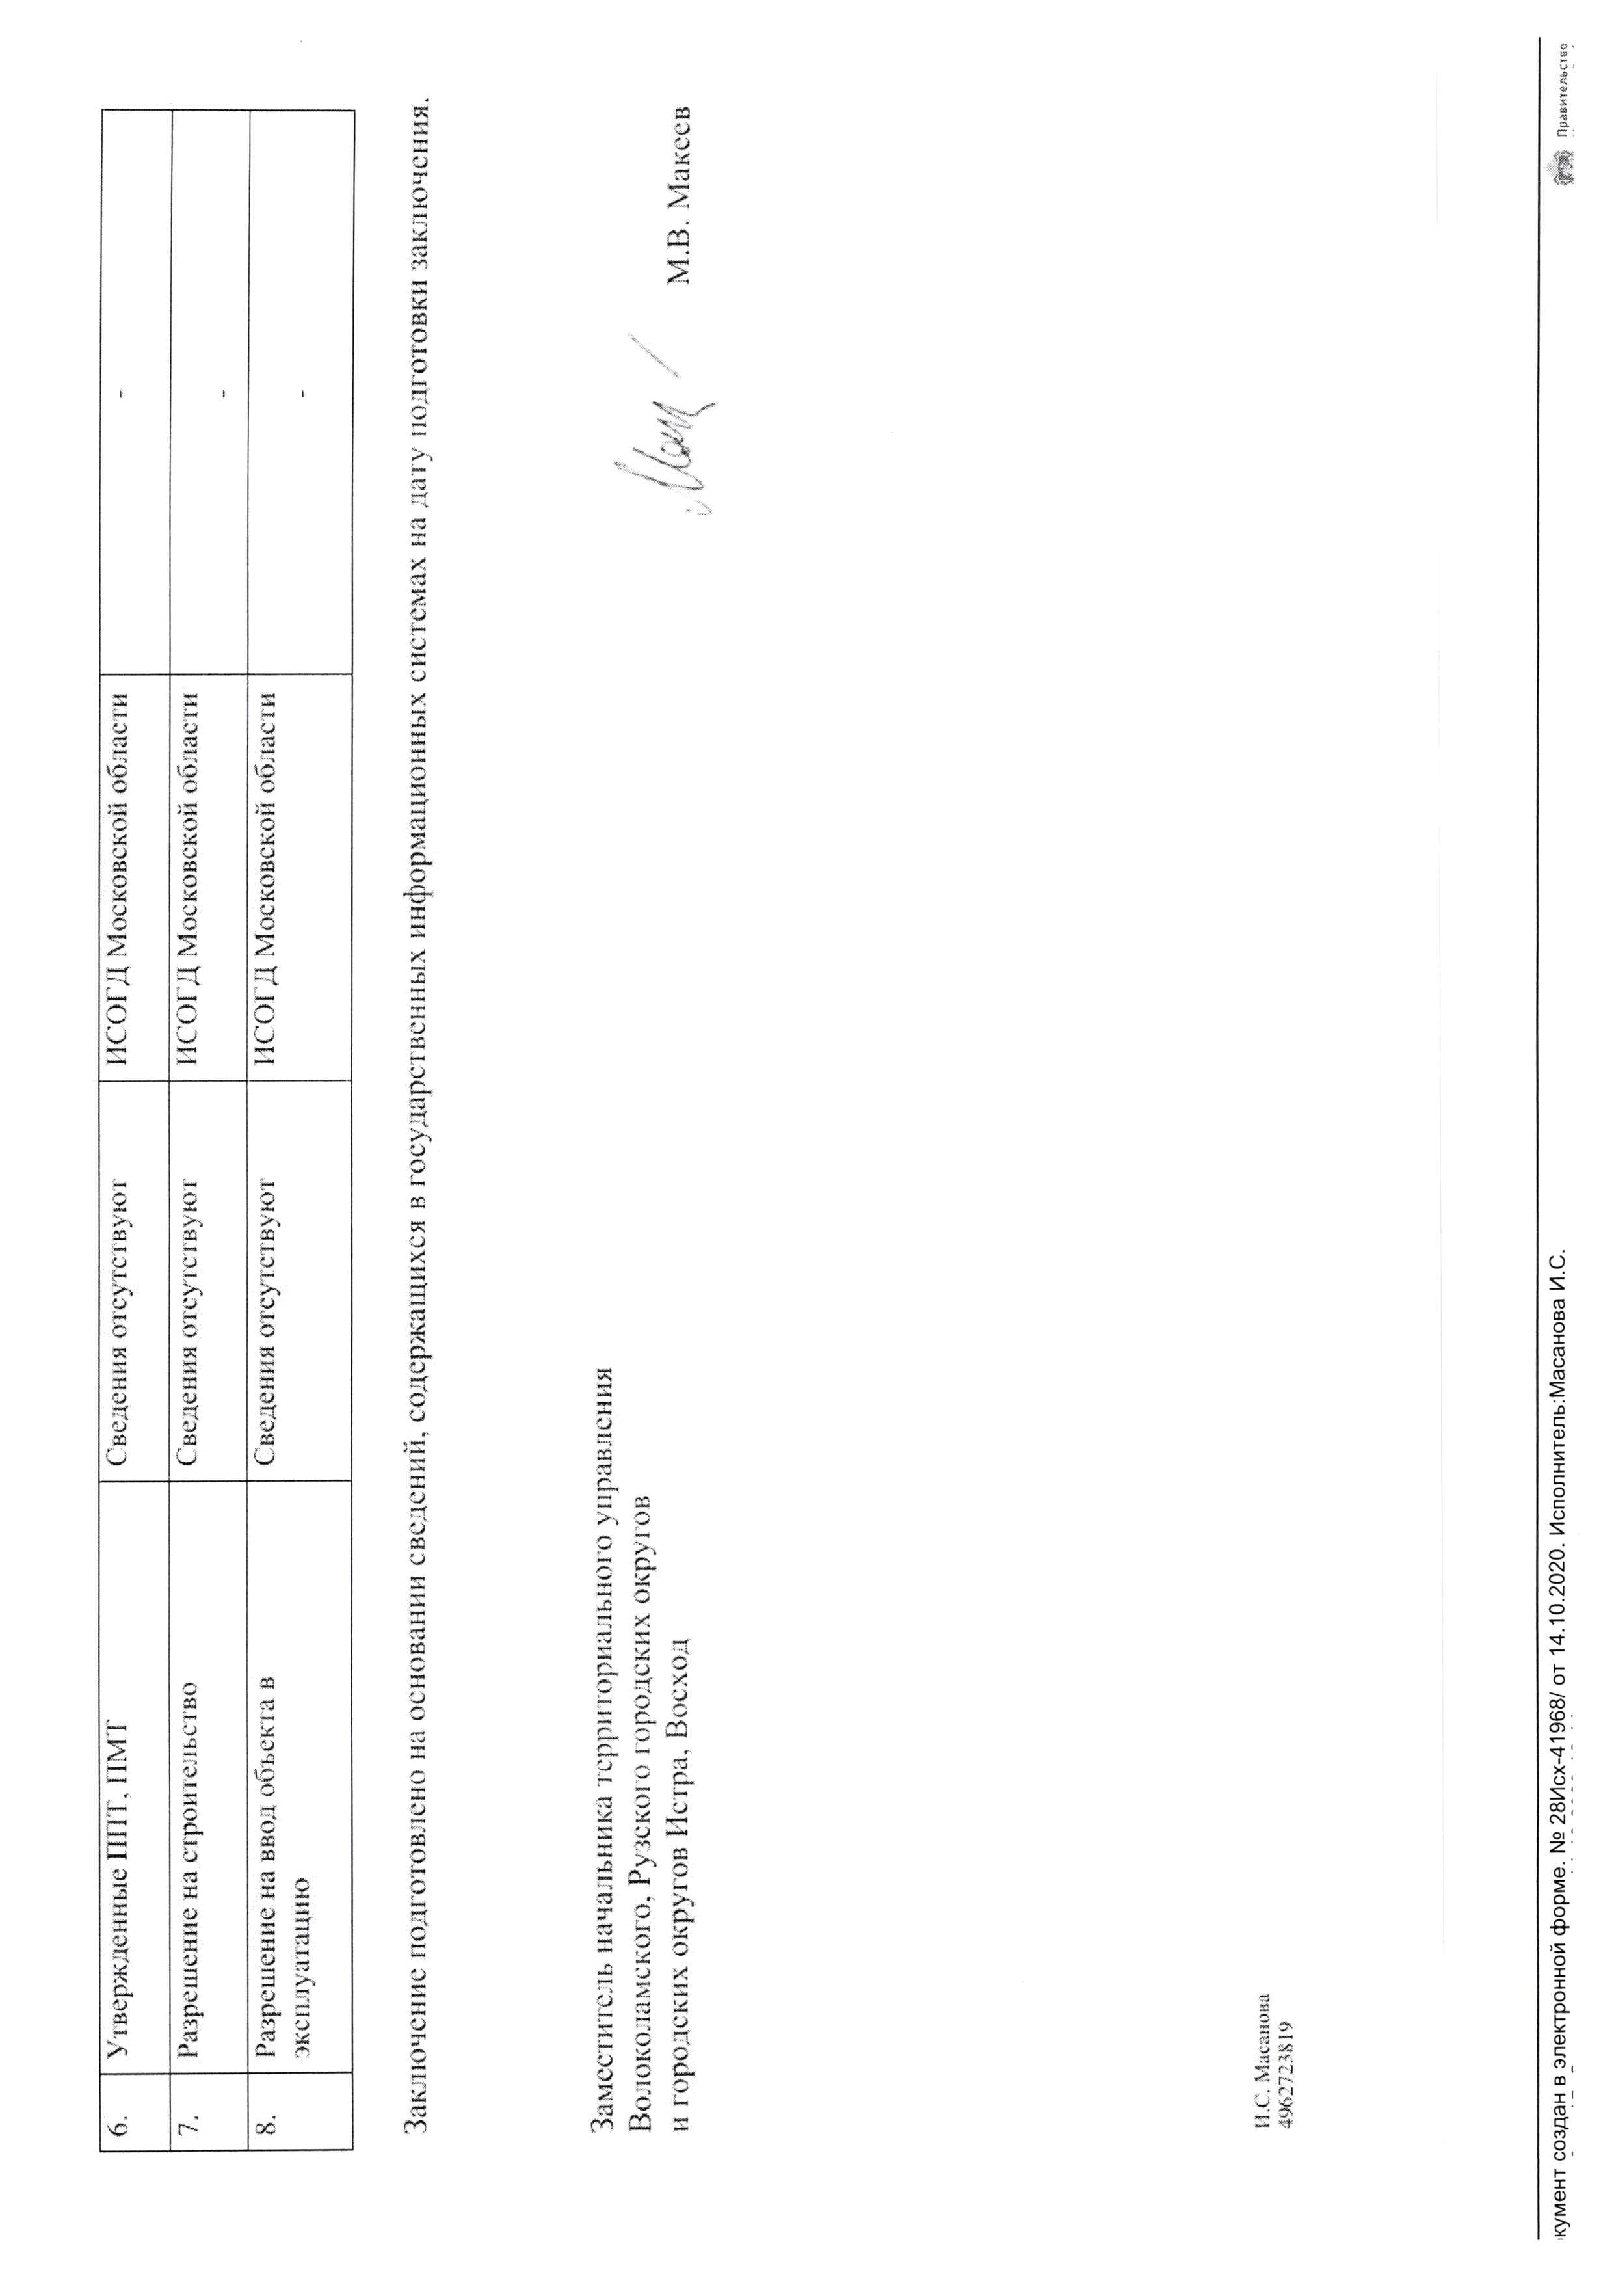 6. Утвержденные ППТ, ПМТ Сведения отсутствуют ИСОГД Московской области -
7. Разрешение на строительство Сведения отсутствуют ИСОГД Московской области -
8. Разрешение на ввод объекта в Сведения отсутствуют ИСОГД Московской области -
эксплуатацию
Заключение подготовлено на основании сведений, содержащихся в государственных информационных системах на дату подготовки заключения.
Заместитель начальника территориального управления
Волоколамского, Рузского городских округов
и городских округов Истра, Восход М.В. Макеев
И.С. Масанова
4962723819
кумент создан в электронной форме. № 28Исх-41968/ от 14.10.2020. Исполнитель:Масанова И.С.
Правительство